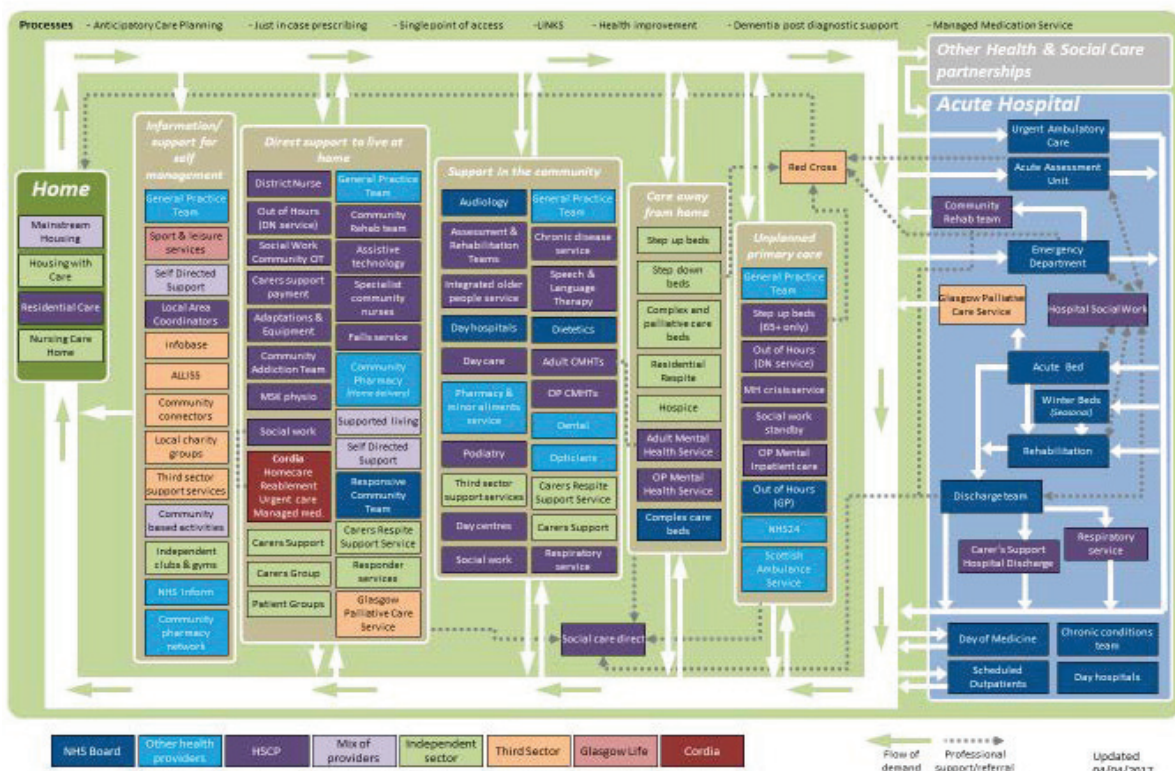 Processes - Anticipatory Care Planning - Just in case prescribing - Single point of access - LINKS - Health improvement - Dementia post diagnostic support - Managed Medication Service
Other Health & Social Care
partnerships
Acute Hospital
Urgent Ambulatory
Care
Acute Assessment
Unit
Community
Rehab team
Emergency
Department
Glasgow Palliative
Care Service
Hospital Social Work
Acute Bed
Winter Beds
(Seasonal)
Rehabilitation
Discharge team
Carer's Support
Hospital Discharge
Respiratory
service
Day of Medicine
Chronic conditions
team
Scheduled
Outpatients
Day hospitals
Home
Mainstream
Housing
Housing with
Care
Residential Care
Nursing Care
Home
Information/
support for
self
management
General Practice
Team
Sport & leisure
services
Self Directed
Support
Local Area
Coordinators
Infobase
ALLISS
Community
connectors
Local charity
groups
Third sector
support services
Community
based activities
Independent
clubs & gyms
NHS Inform
Community
pharmacy
network
Direct support to live at
home
District Nurse
Out of Hours
(DN service)
Social Work
Community OT
Carers support
payment
Adaptations &
Equipment
Community
Addiction Team
MSK physio
Social work
Cordia
Homecare
Reablement
Urgent care
Managed med.
Carers Support
Carers Group
Patient Groups
General Practice
Team
Community
Rehab team
Assistive
technology
Specialist
community
nurses
Falls service
Community
Pharmacy
(Home delivery)
Supported living
Self Directed
Support
Responsive
Community
Team
Carers Respite
Support Service
Responder
services
Glasgow
Palliative Care
Service
Support in the community
Audiology
Assessment &
Rehabilitation
Teams
Integrated older
people service
Day hospitals
Day care
Pharmacy &
minor ailments
service
Podiatry
Third sector
support services
Day centres
Social work
General Practice
Team
Chronic disease
service
Speech &
Language
Therapy
Dietetics
Adult CMHTs
OP CMHTs
Dental
Opticians
Carers Respite
Support Service
Carers Support
Respiratory
service
Care away
from home
Step up beds
Step down
beds
Complex and
palliative care
beds
Residential
Respite
Hospice
Adult Mental
Health Service
OP Mental
Health Service
Complex care
beds
Unplanned
primary care
General Practice
Team
Step up beds
(65+ only)
Out of Hours
(DN service)
MH crisis service
Social work
standby
OP Mental
Inpatient care
Out of Hours
(GP)
NHS24
Scottish
Ambulance
Service
Red Cross
Social care direct
NHS Board
Other health
providers
HSCP
Mix of
providers
Independent
sector
Third Sector
Glasgow Life
Cordia
Flow of
demand
Professional
support/referral
Updated